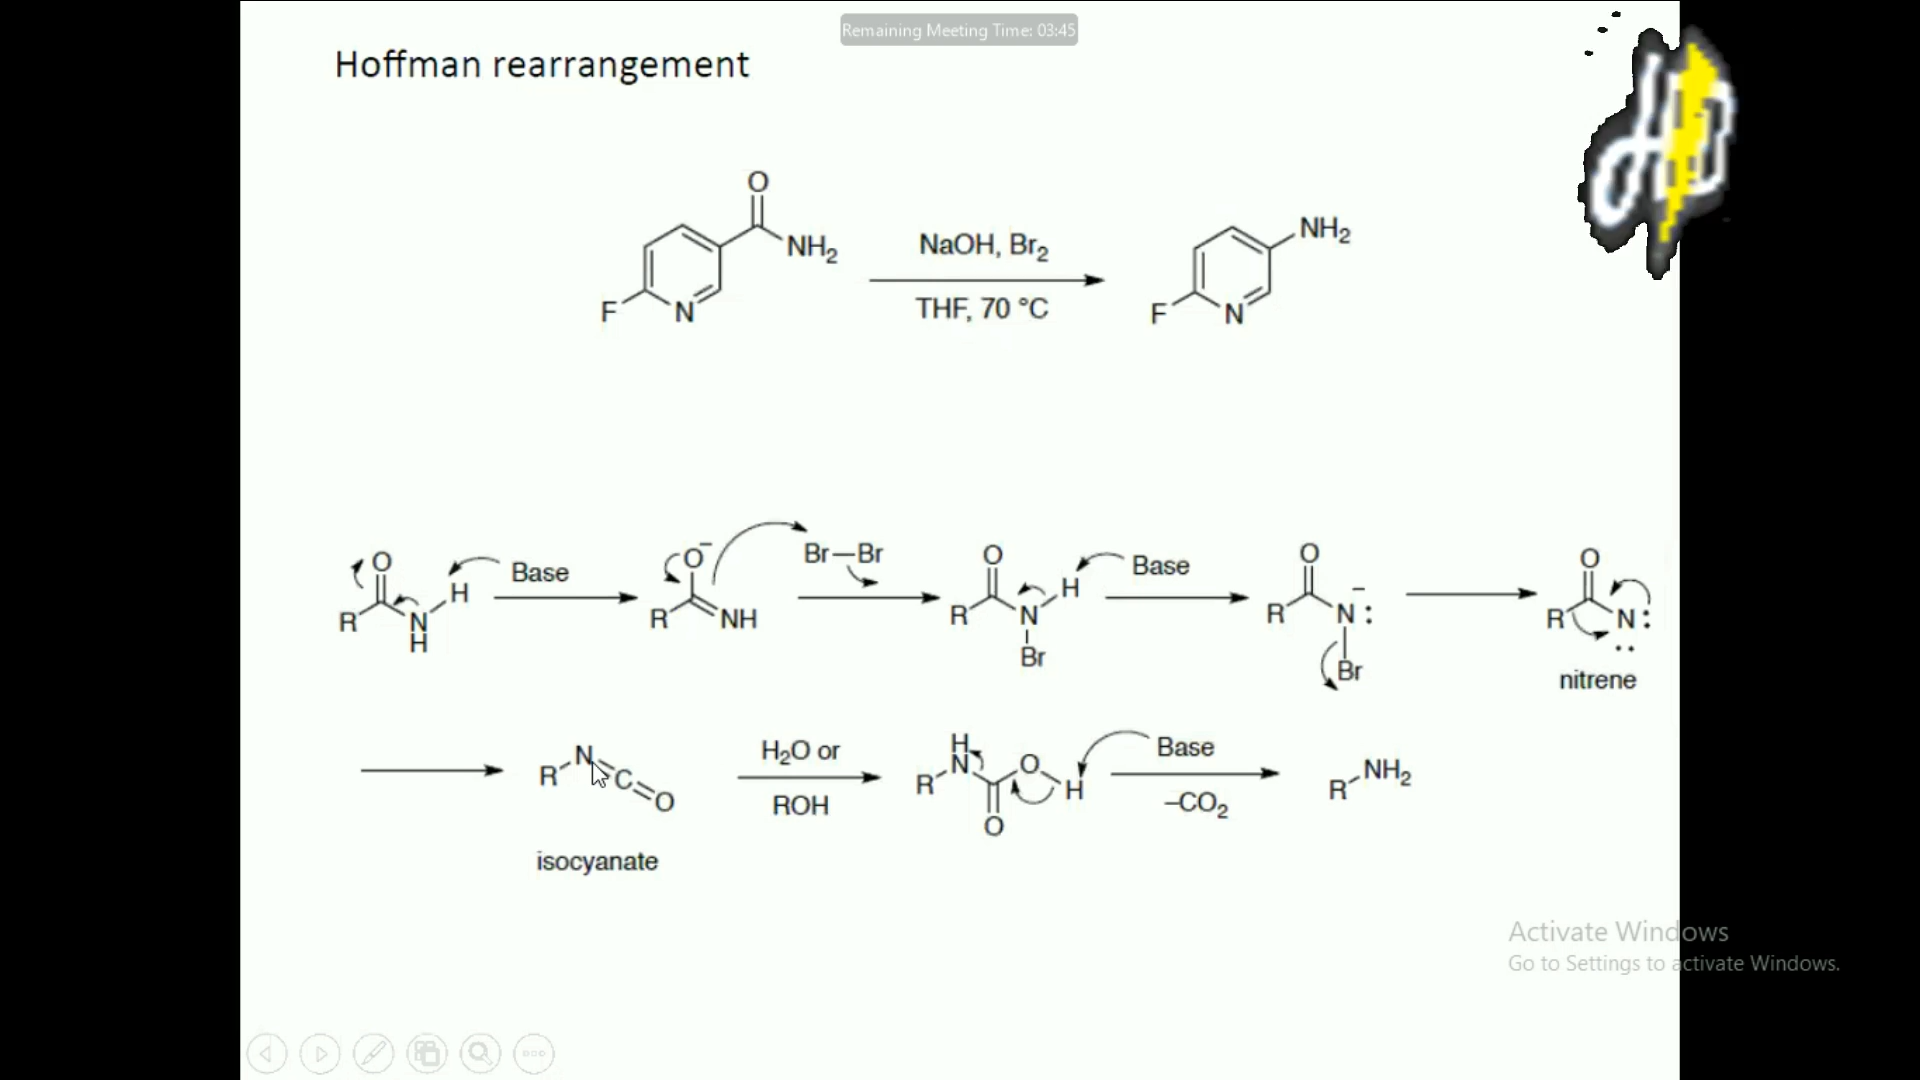 Remaining Meeting Time: 03:45
Hoffman rearrangement
O
NH2
F
N
NaOH, Br2
THF, 70 °C
NH2
F
N
O
R
N
H
H
Base
O−
R
NH
Br—Br
O
R
N
H
Br
Base
O
R
N
−
:
Br
O
R
N:
..
nitrene
R
N
C
O
isocyanate
H2O or
ROH
H
N
R
O
H
O
Base
–CO2
R
NH2
Activate Windows
Go to Settings to activate Windows.